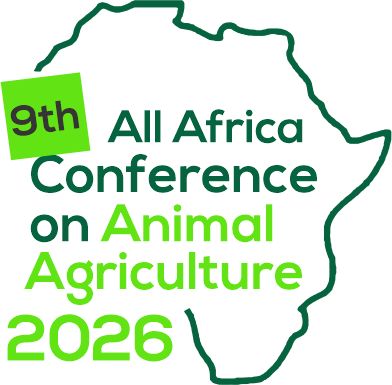 9th
All Africa
Conference
on Animal
Agriculture
2026